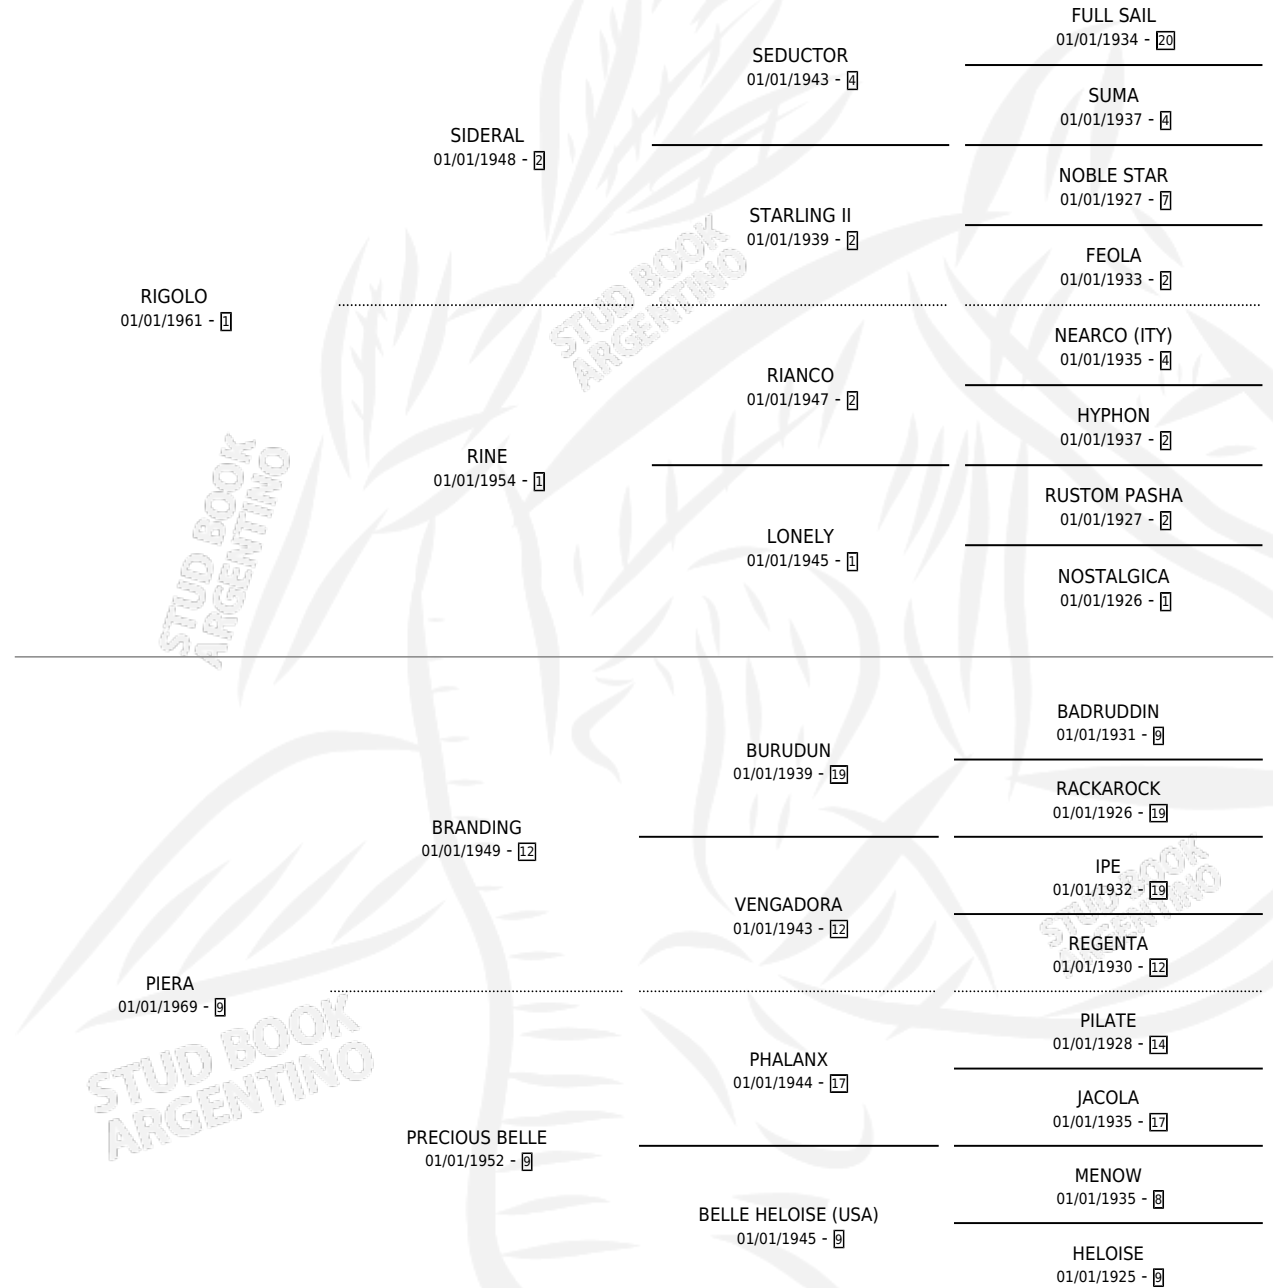 FULL SAIL
01/01/1934 - 20
SEDUCTOR
01/01/1943 - 4
SUMA
01/01/1937 - 4
SIDERAL
01/01/1948 - 2
NOBLE STAR
01/01/1927 - 7
STARLING II
01/01/1939 - 2
FEOLA
01/01/1933 - 2
RIGOLO
01/01/1961 - 1
NEARCO (ITY)
01/01/1935 - 4
RIANCO
01/01/1947 - 2
HYPHON
01/01/1937 - 2
RINE
01/01/1954 - 1
RUSTOM PASHA
01/01/1927 - 2
LONELY
01/01/1945 - 1
NOSTALGICA
01/01/1926 - 1
BADRUDDIN
01/01/1931 - 9
BURUDUN
01/01/1939 - 19
RACKAROCK
01/01/1926 - 19
BRANDING
01/01/1949 - 12
IPE
01/01/1932 - 19
VENGADORA
01/01/1943 - 12
REGENTA
01/01/1930 - 12
PIERA
01/01/1969 - 9
PILATE
01/01/1928 - 14
PHALANX
01/01/1944 - 17
JACOLA
01/01/1935 - 17
PRECIOUS BELLE
01/01/1952 - 9
MENOW
01/01/1935 - 8
BELLE HELOISE (USA)
01/01/1945 - 9
HELOISE
01/01/1925 - 9
STUD BOOK
ARGENTINO
STUD BOOK
ARGENTINO
STUD BOOK
ARGENTINO
STUD BOOK
ARGENTINO